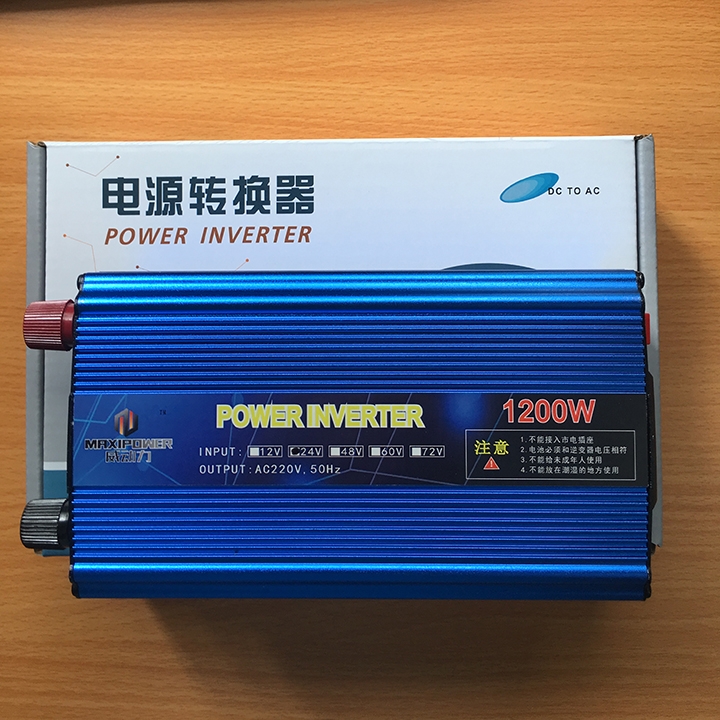 电源转换器
POWER INVERTER
DC TO AC
MAXIPOWER
威动力
POWER INVERTER
INPUT: 12V 24V 48V 60V 72V
OUTPUT: AC220V, 50Hz
1200W
注意
1.不能接入市电插座
2.电池必须和逆变器电压相符
3.不能给未成年人使用
4.不能放在潮湿的地方使用